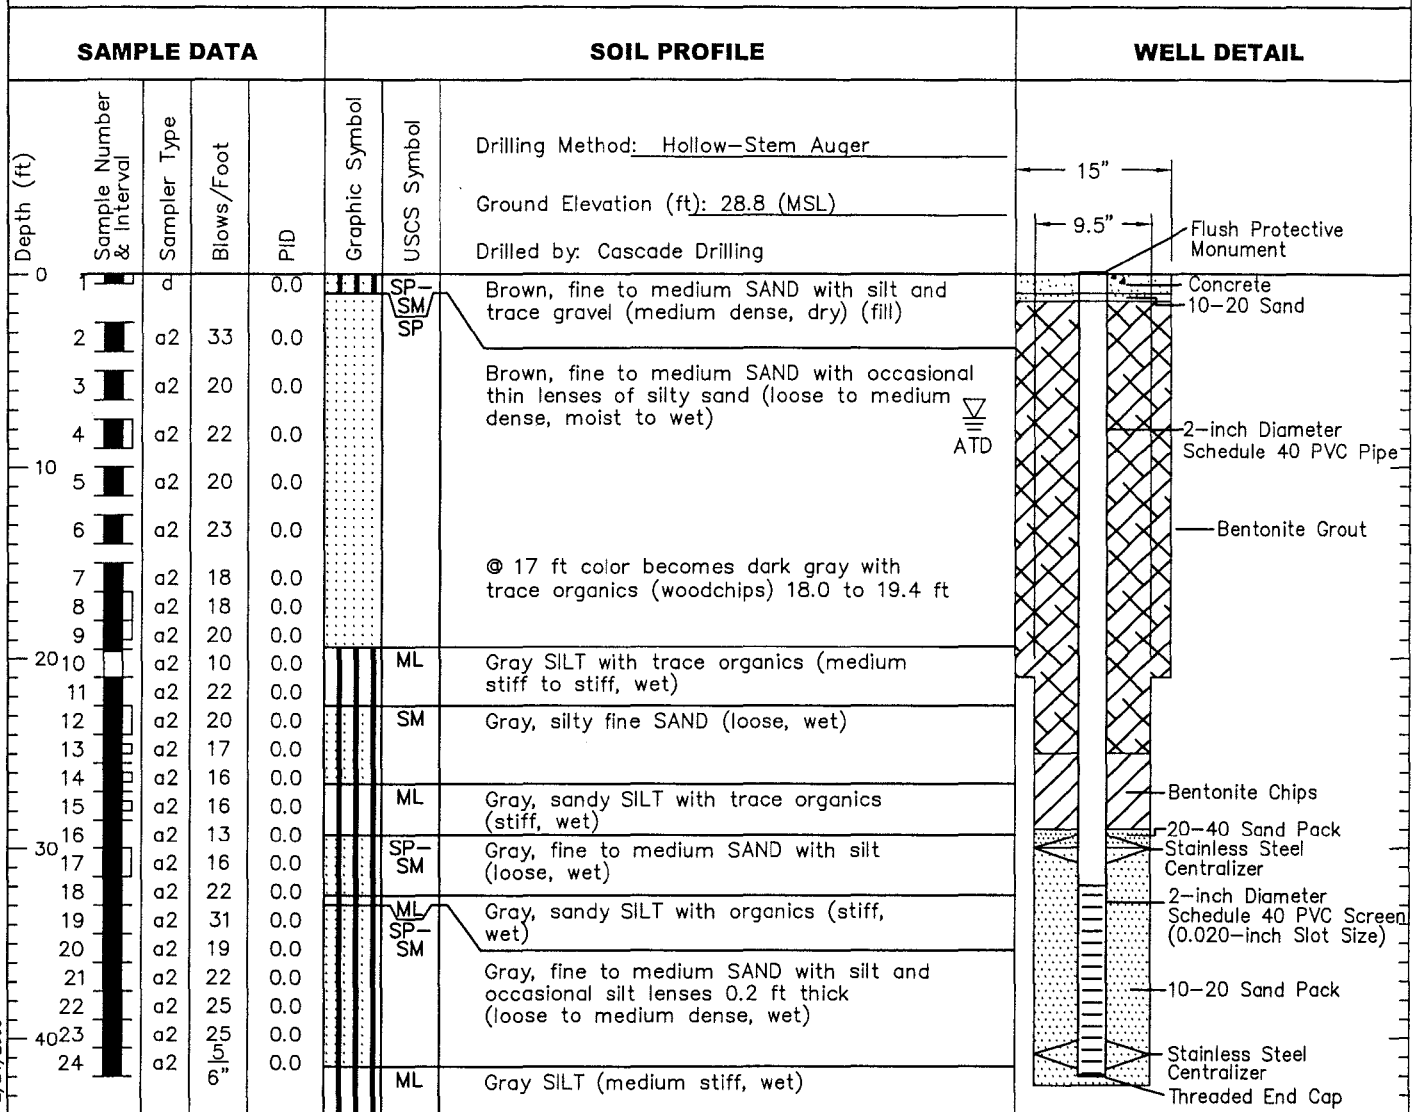 SAMPLE DATA
SOIL PROFILE
WELL DETAIL
Depth (ft)
Sample Number
& Interval
Sampler Type
Blows/Foot
PID
Graphic Symbol
USCS Symbol
Drilling Method: Hollow-Stem Auger
Ground Elevation (ft): 28.8 (MSL)
Drilled by: Cascade Drilling
15"
9.5"
Flush Protective
Monument
Concrete
10-20 Sand
0
1 d 0.0
2 a2 33 0.0
3 a2 20 0.0
4 a2 22 0.0
10
5 a2 20 0.0
6 a2 23 0.0
7 a2 18 0.0
8 a2 18 0.0
9 a2 20 0.0
20
10 a2 10 0.0
11 a2 22 0.0
12 a2 20 0.0
13 a2 17 0.0
14 a2 16 0.0
15 a2 16 0.0
16 a2 13 0.0
30
17 a2 16 0.0
18 a2 22 0.0
19 a2 31 0.0
20 a2 19 0.0
21 a2 22 0.0
22 a2 25 0.0
40
23 a2 25 0.0
24 a2 5/6" 0.0
SP-
SM
SP
Brown, fine to medium SAND with silt and
trace gravel (medium dense, dry) (fill)
Brown, fine to medium SAND with occasional
thin lenses of silty sand (loose to medium
dense, moist to wet)
ATD
@ 17 ft color becomes dark gray with
trace organics (woodchips) 18.0 to 19.4 ft
ML
Gray SILT with trace organics (medium
stiff to stiff, wet)
SM
Gray, silty fine SAND (loose, wet)
ML
Gray, sandy SILT with trace organics
(stiff, wet)
SP-
SM
Gray, fine to medium SAND with silt
(loose, wet)
ML
Gray, sandy SILT with organics (stiff,
wet)
SP-
SM
Gray, fine to medium SAND with silt and
occasional silt lenses 0.2 ft thick
(loose to medium dense, wet)
ML
Gray SILT (medium stiff, wet)
2-inch Diameter
Schedule 40 PVC Pipe
Bentonite Grout
Bentonite Chips
20-40 Sand Pack
Stainless Steel
Centralizer
2-inch Diameter
Schedule 40 PVC Screen
(0.020-inch Slot Size)
10-20 Sand Pack
Stainless Steel
Centralizer
Threaded End Cap